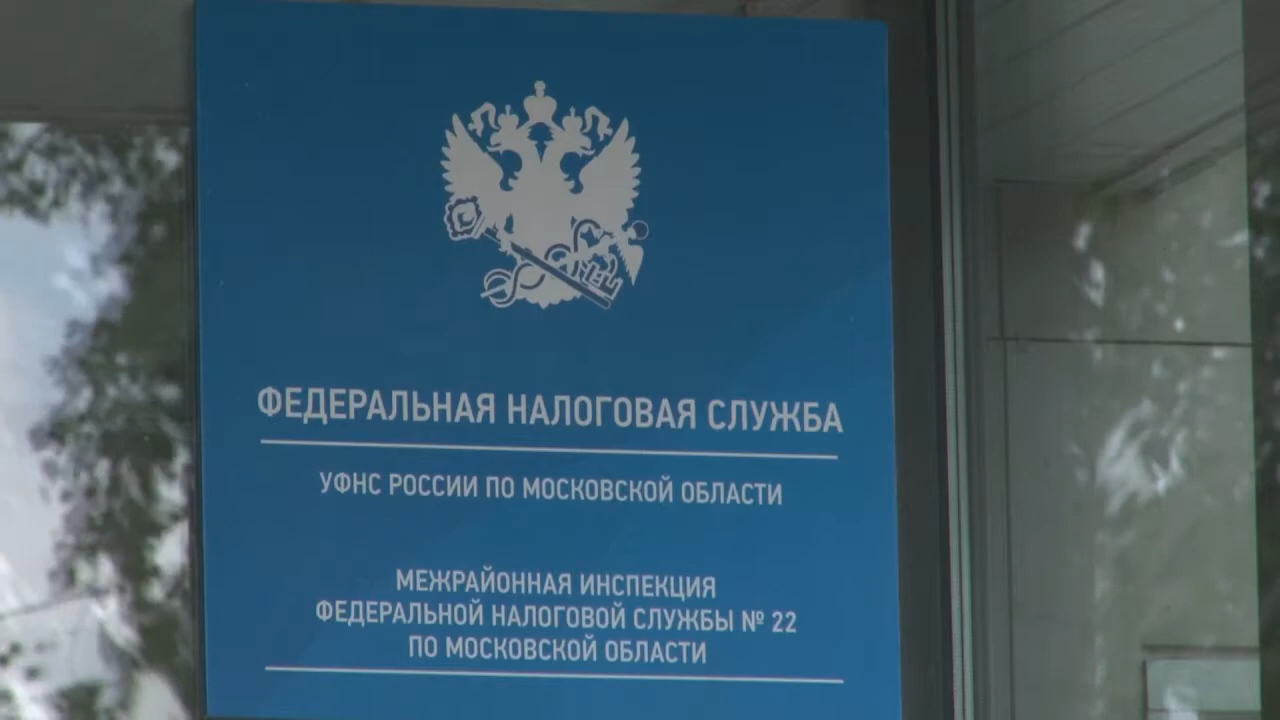 ФЕДЕРАЛЬНАЯ НАЛОГОВАЯ СЛУЖБА
УФНС РОССИИ ПО МОСКОВСКОЙ ОБЛАСТИ
МЕЖРАЙОННАЯ ИНСПЕКЦИЯ
ФЕДЕРАЛЬНОЙ НАЛОГОВОЙ СЛУЖБЫ № 22
ПО МОСКОВСКОЙ ОБЛАСТИ